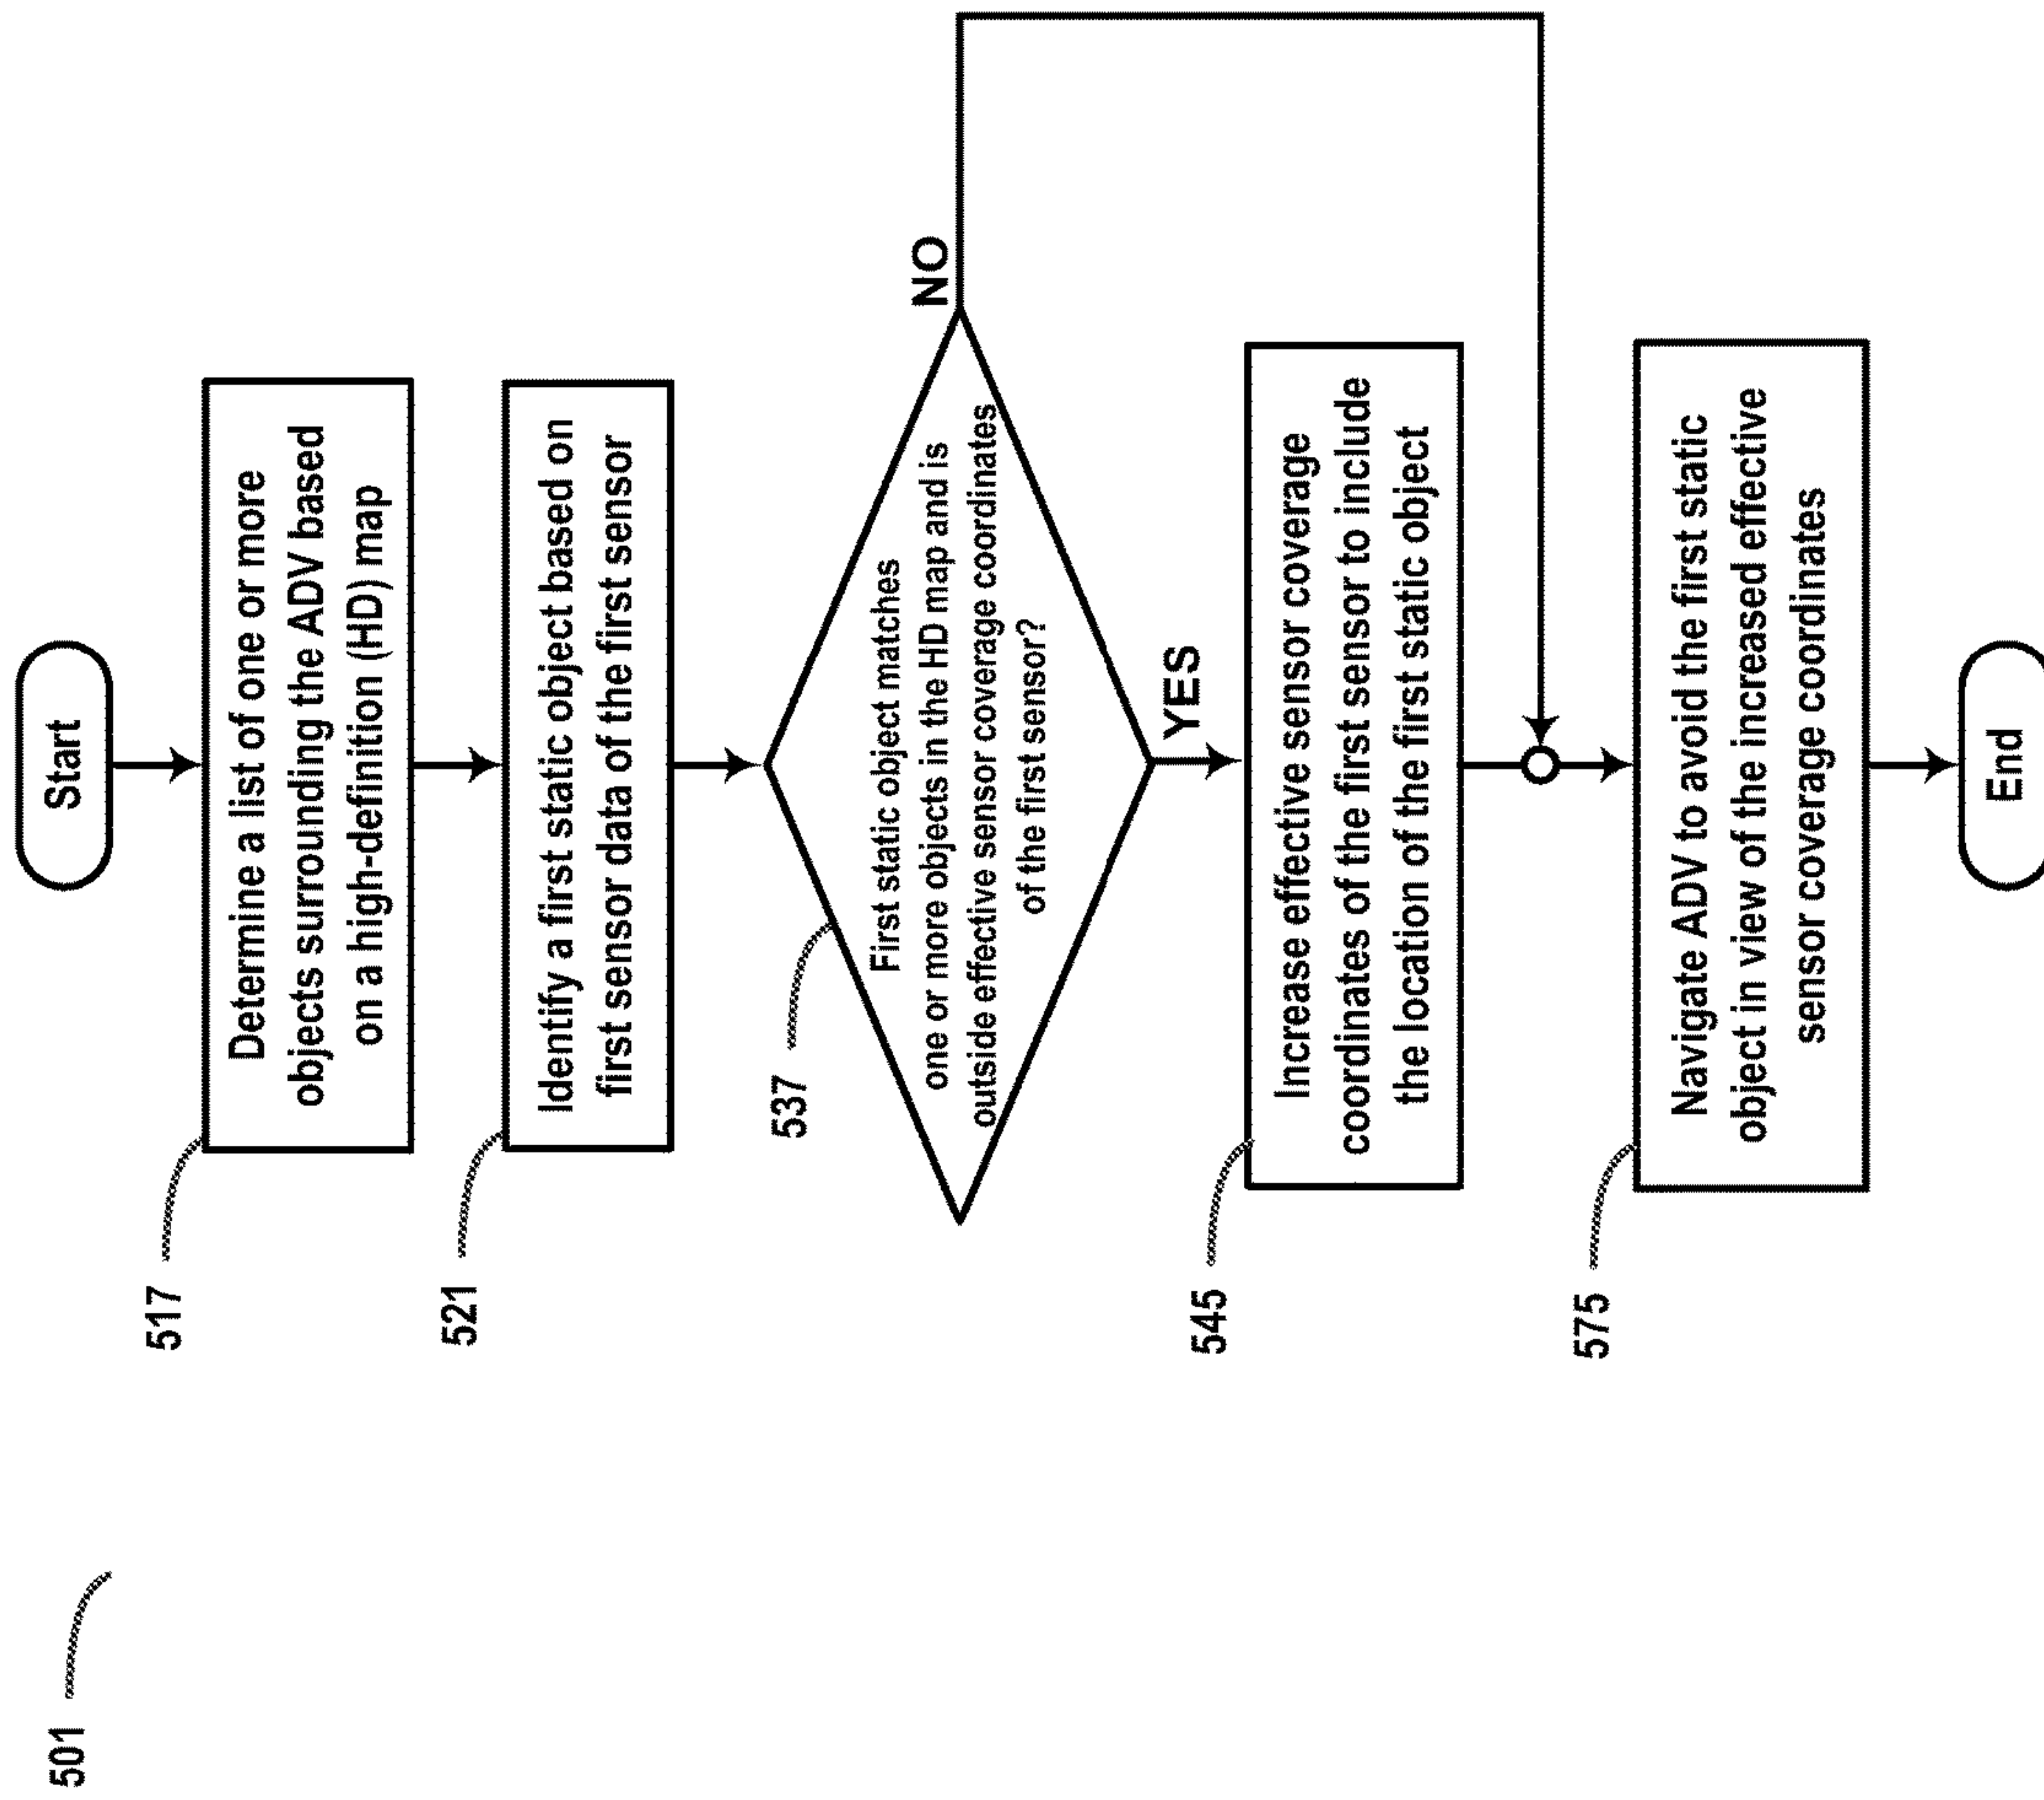 501
Start
517
Determine a list of one or more
objects surrounding the ADV based
on a high-definition (HD) map
521
Identify a first static object based on
first sensor data of the first sensor
537
First static object matches
one or more objects in the HD map and is
outside effective sensor coverage coordinates
of the first sensor?
NO
YES
545
Increase effective sensor coverage
coordinates of the first sensor to include
the location of the first static object
575
Navigate ADV to avoid the first static
object in view of the increased effective
sensor coverage coordinates
End